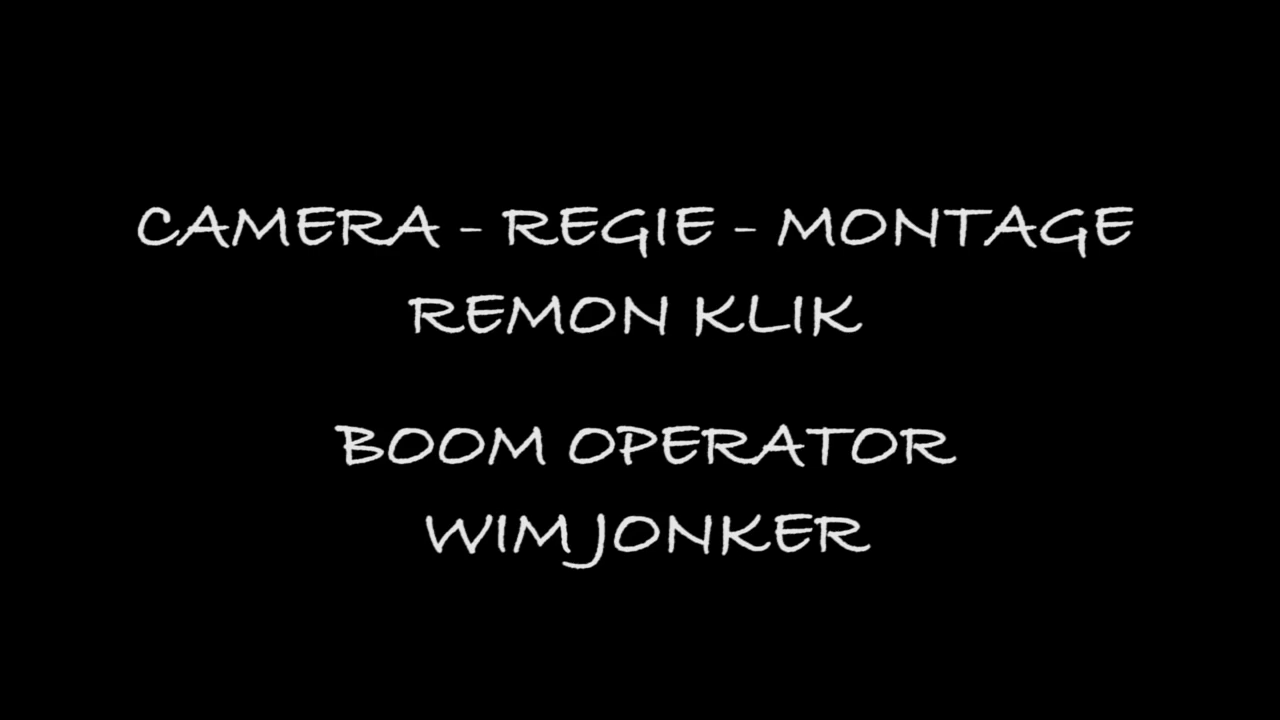 CAMERA - REGIE - MONTAGE
REMON KLIK
BOOM OPERATOR
WIM JONKER